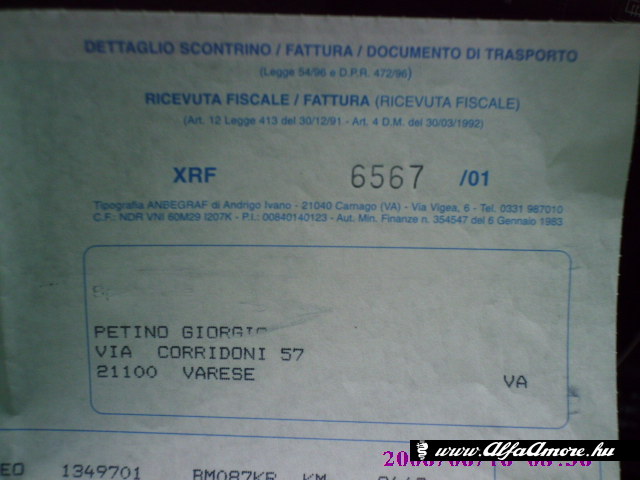 DETTAGLIO SCONTRINO / FATTURA / DOCUMENTO DI TRASPORTO
(Legge 54/96 e D.P.R. 472/96)
RICEVUTA FISCALE / FATTURA (RICEVUTA FISCALE)
(Art. 12 Legge 413 del 30/12/91 - Art. 4 D.M. del 30/03/1992)
XRF 6567 /01
Tipografia ANBEGRAF di Andrigo Ivano - 21040 Carnago (VA) - Via Vigea, 6 - Tel. 0331 987010
C.F.: NDR VNI 60M29 I207K - P.I.: 00640140123 - Aut. Min. Finanze n. 354547 del 6 Gennaio 1983
PETINO GIORGIO
VIA CORRIDONI 57
21100 VARESE VA
1349701 BM087KR KM
www.AlfaAmore.hu